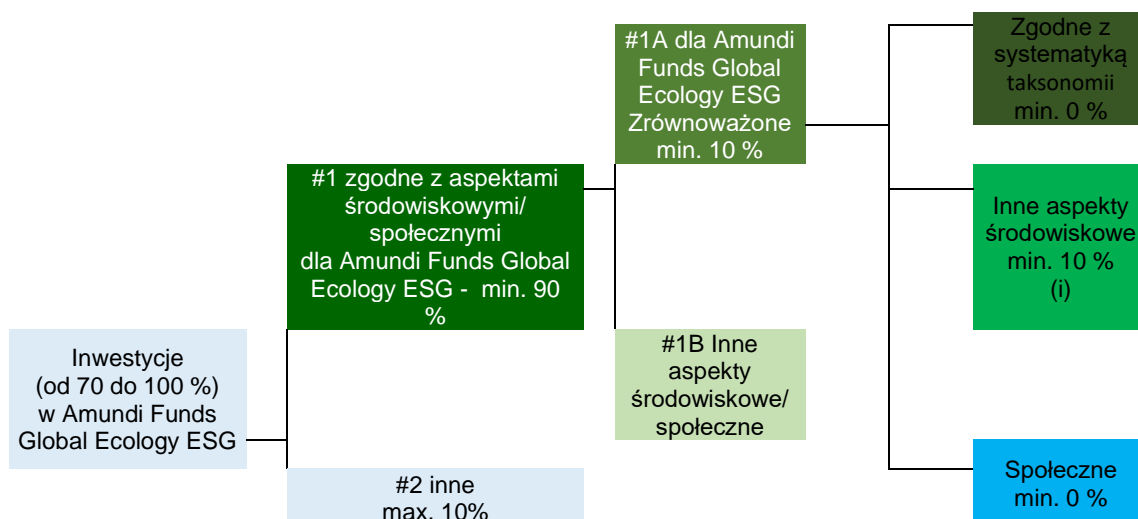 Inwestycje
(od 70 do 100 %)
w Amundi Funds
Global Ecology ESG
#1 zgodne z aspektami
środowiskowymi/
społecznymi
dla Amundi Funds Global
Ecology ESG -  min. 90
%
#2 inne
max. 10%
#1A dla Amundi
Funds Global
Ecology ESG
Zrównoważone
min. 10 %
#1B Inne
aspekty
środowiskowe/
społeczne
Zgodne z
systematyką
taksonomii
min. 0 %
Inne aspekty
środowiskowe
min. 10 %
(i)
Społeczne
min. 0 %